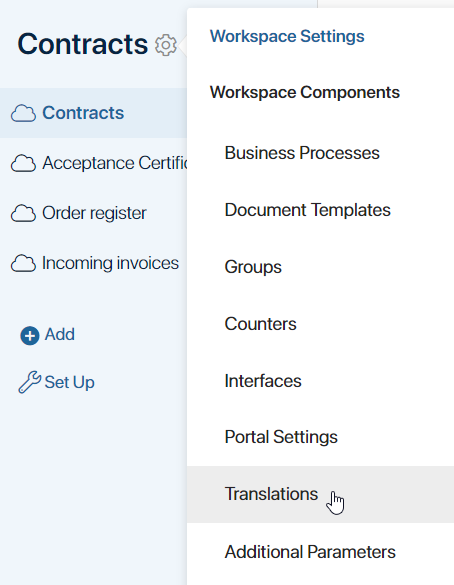 Contracts
Contracts
Acceptance Certific
Order register
Incoming invoices
Add
Set Up
Workspace Settings
Workspace Components
Business Processes
Document Templates
Groups
Counters
Interfaces
Portal Settings
Translations
Additional Parameters